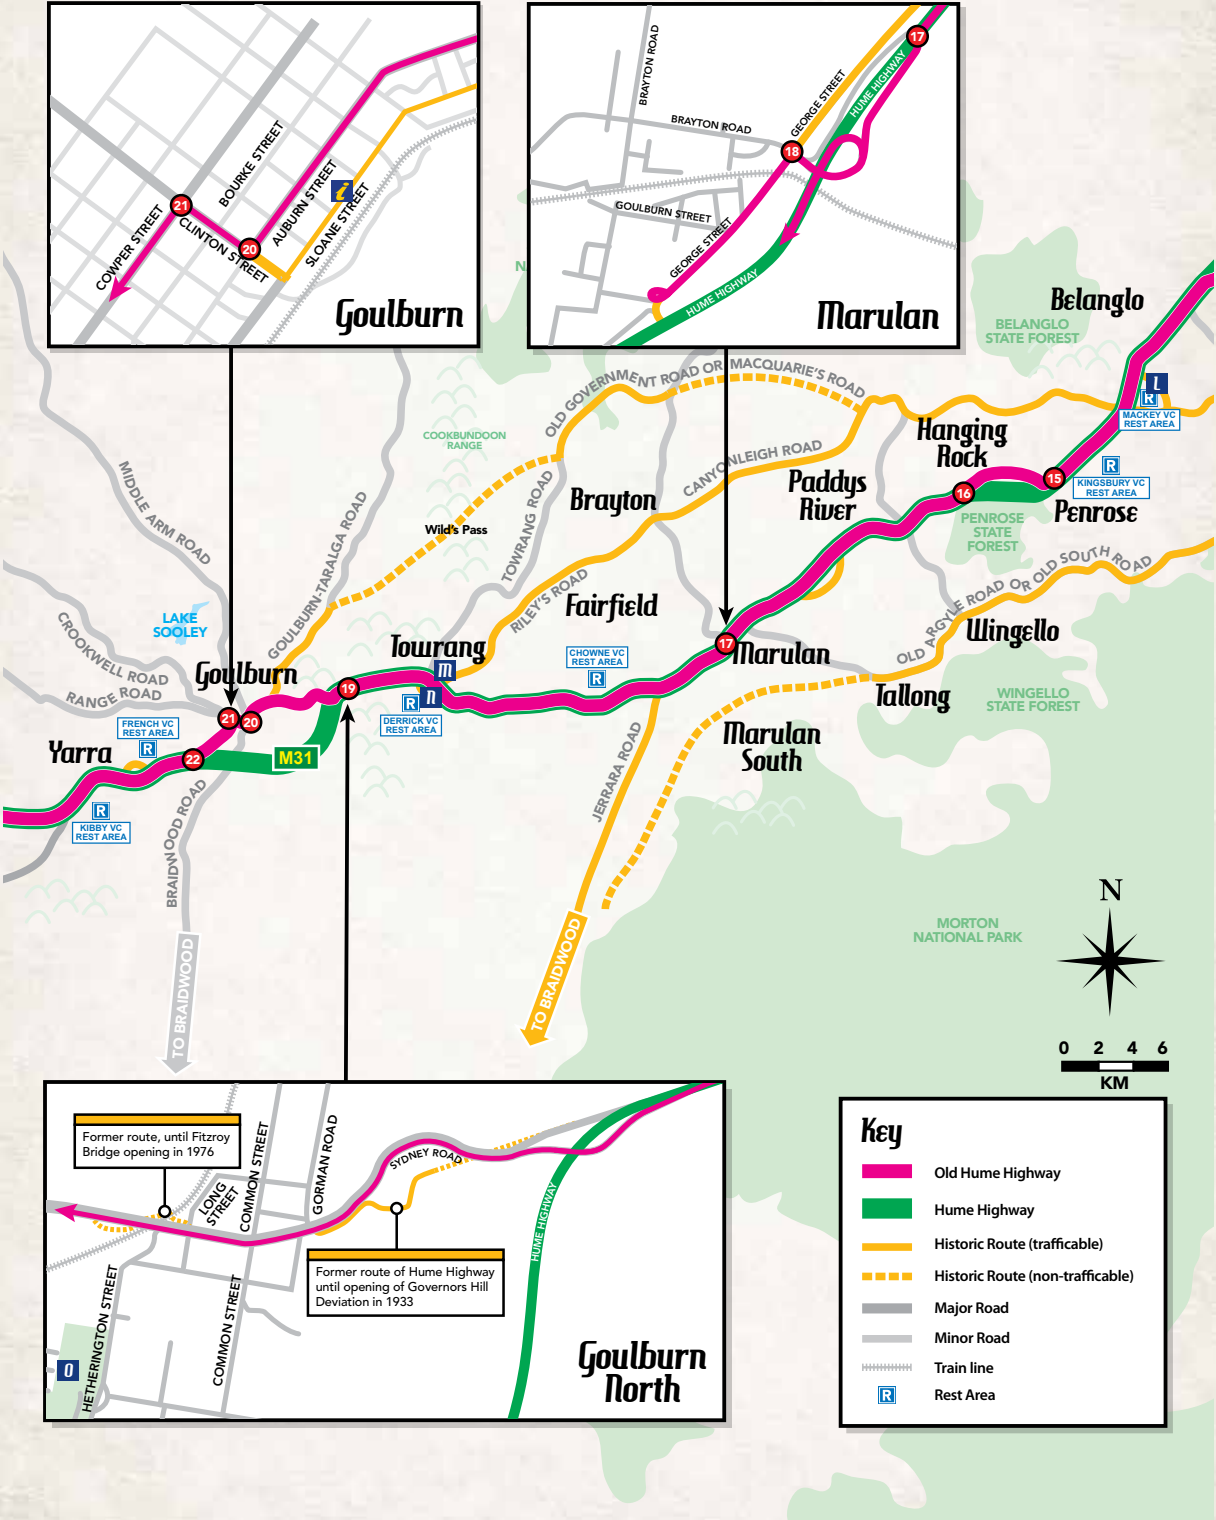 BOURKE STREET
AUBURN STREET
SLOANE STREET
COWPER STREET
CLINTON STREET
21
20
i
Goulburn
BRAYTON ROAD
BRAYTON ROAD
GEORGE STREET
HUME HIGHWAY
17
18
GOULBURN STREET
GEORGE STREET
HUME HIGHWAY
Marulan
N
Belanglo
BELANGLO
STATE FOREST
L
R
MACKEY VC
REST AREA
OLD GOVERNMENT ROAD OR MACQUARIE'S ROAD
COOKBUNDOON
RANGE
CANYONLEIGH ROAD
Hanging
Rock
R
KINGSBURY VC
REST AREA
15
16
Penrose
Paddys
River
PENROSE
STATE
FOREST
Brayton
Wild's Pass
MIDDLE ARM ROAD
GOULBURN-TARALGA ROAD
TOWRANG ROAD
RILEY'S ROAD
OLD ARGYLE ROAD OR OLD SOUTH ROAD
Fairfield
LAKE
SOOLEY
CROOKWELL ROAD
RANGE ROAD
Goulburn
Towrang
m
n
R
DERRICK VC
REST AREA
CHOWNE VC
REST AREA
R
17
Marulan
Wingello
WINGELLO
STATE FOREST
Tallong
Marulan
South
19
21
20
22
FRENCH VC
REST AREA
R
Yarra
M31
R
KIBBY VC
REST AREA
BRAIDWOOD ROAD
JERRARA ROAD
TO BRAIDWOOD
TO BRAIDWOOD
MORTON
NATIONAL PARK
N
0 2 4 6
KM
Former route, until Fitzroy
Bridge opening in 1976
LONG
STREET
COMMON STREET
GORMAN ROAD
SYDNEY ROAD
HUME HIGHWAY
Former route of Hume Highway
until opening of Governors Hill
Deviation in 1933
HETHERINGTON STREET
COMMON STREET
O
Goulburn
North
Key
Old Hume Highway
Hume Highway
Historic Route (trafficable)
Historic Route (non-trafficable)
Major Road
Minor Road
Train line
R
Rest Area